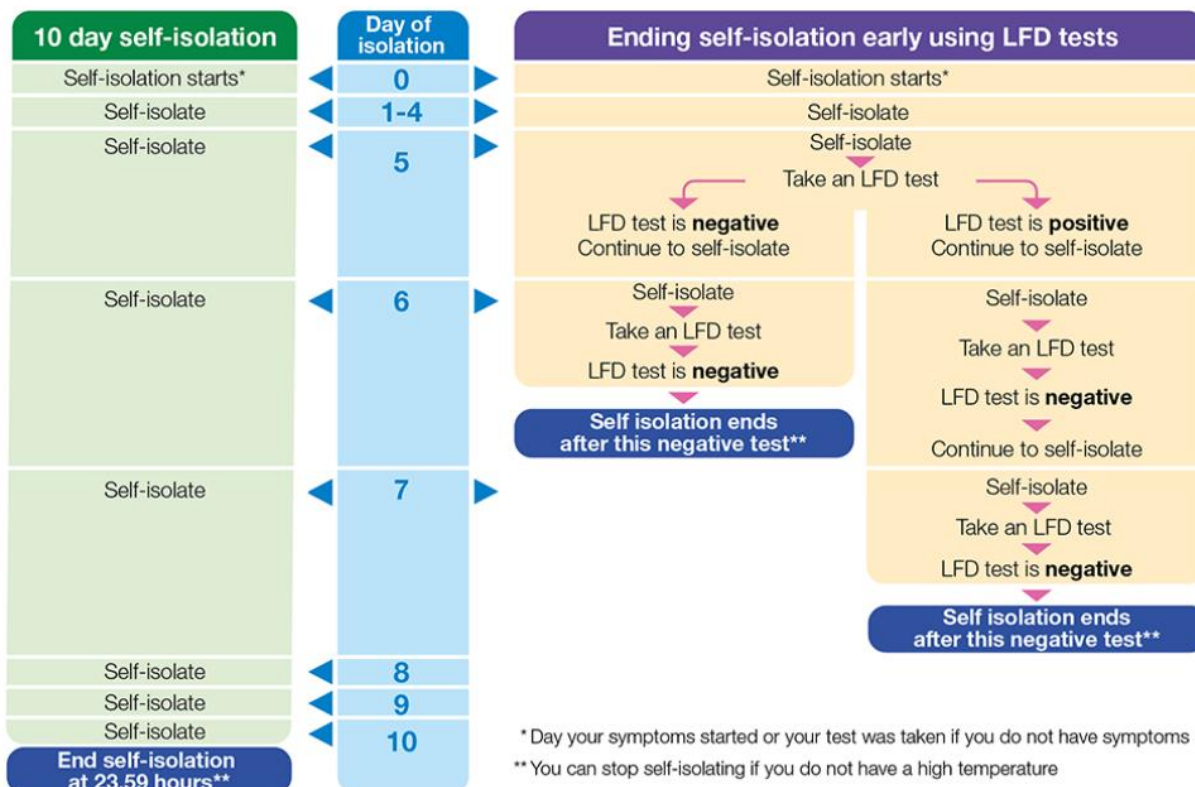 10 day self-isolation
Day of
isolation
Ending self-isolation early using LFD tests
Self-isolation starts*
0
Self-isolation starts*
Self-isolate
1-4
Self-isolate
Self-isolate
5
Self-isolate
Take an LFD test
LFD test is negative
Continue to self-isolate
LFD test is positive
Continue to self-isolate
Self-isolate
6
Self-isolate
Take an LFD test
LFD test is negative
Self isolation ends
after this negative test**
Self-isolate
Take an LFD test
LFD test is negative
Continue to self-isolate
Self-isolate
7
Self-isolate
Take an LFD test
LFD test is negative
Self isolation ends
after this negative test**
Self-isolate
8
Self-isolate
9
Self-isolate
10
End self-isolation
at 23.59 hours**
* Day your symptoms started or your test was taken if you do not have symptoms
** You can stop self-isolating if you do not have a high temperature